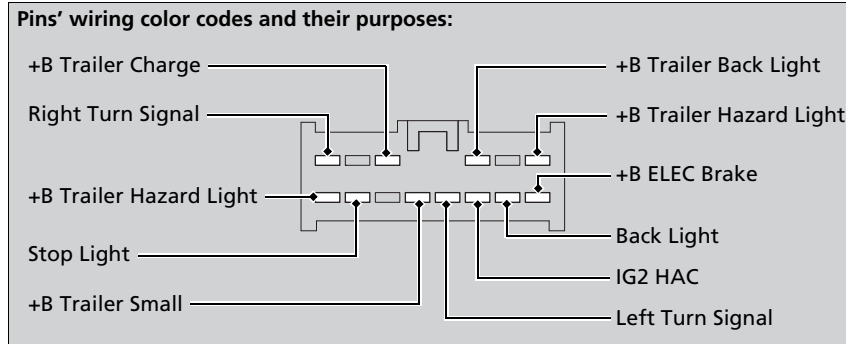 Pins’ wiring color codes and their purposes:
+B Trailer Charge
Right Turn Signal
+B Trailer Hazard Light
Stop Light
+B Trailer Small
+B Trailer Back Light
+B Trailer Hazard Light
+B ELEC Brake
Back Light
IG2 HAC
Left Turn Signal